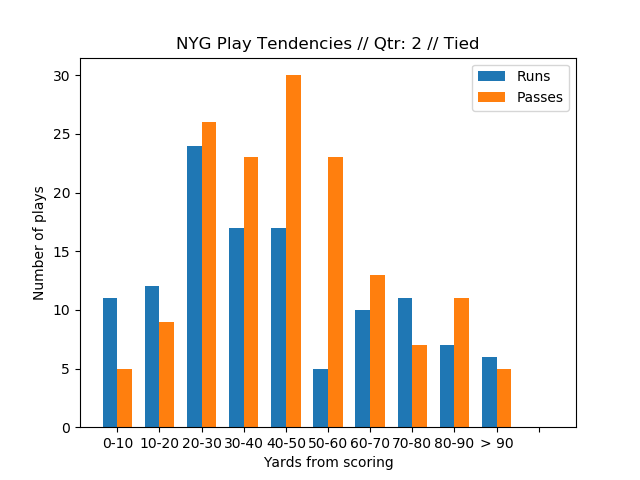 NYG Play Tendencies // Qtr: 2 // Tied
Runs
Passes
30
25
20
15
10
5
0
Number of plays
0-10 10-20 20-30 30-40 40-50 50-60 60-70 70-80 80-90 > 90
Yards from scoring